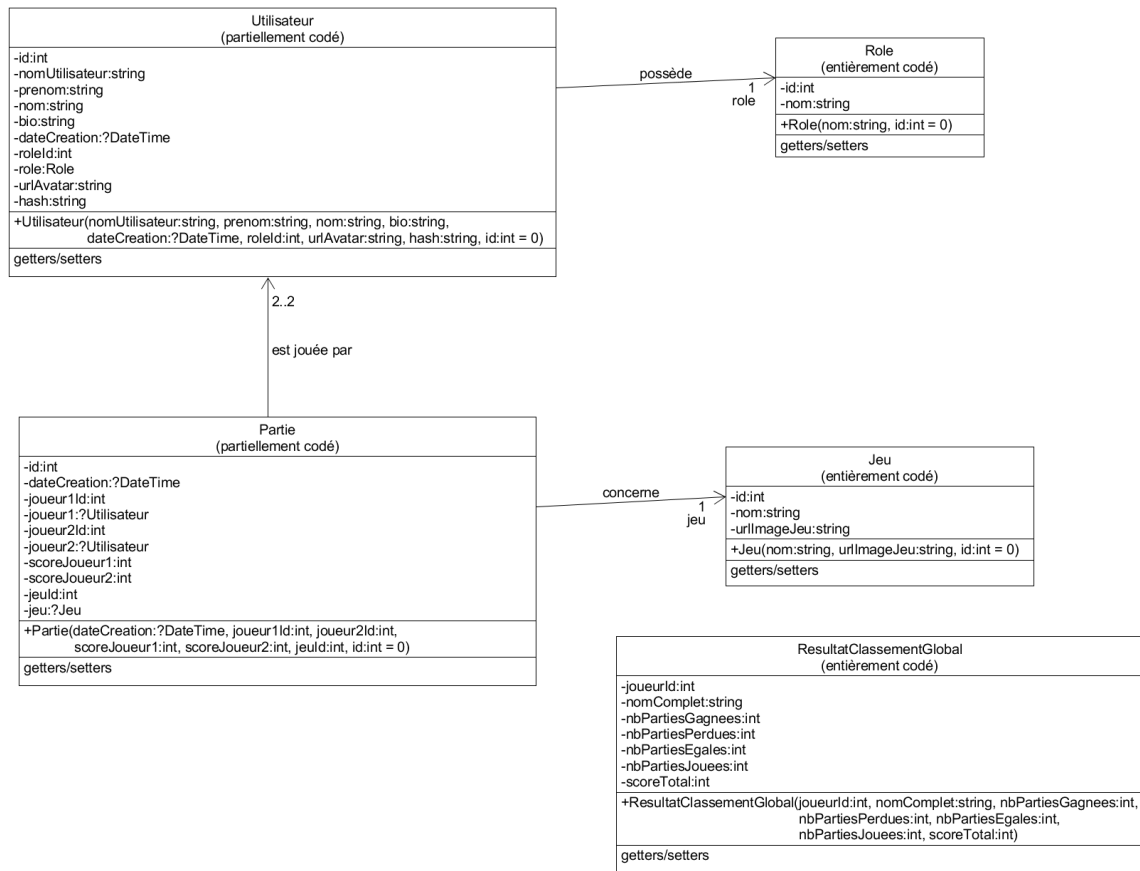 Utilisateur
(partiellement codé)
-id:int
-nomUtilisateur:string
-prenom:string
-nom:string
-bio:string
-dateCreation:?DateTime
-roleId:int
-role:Role
-urlAvatar:string
-hash:string
+Utilisateur(nomUtilisateur:string, prenom:string, nom:string, bio:string,
dateCreation:?DateTime, roleId:int, urlAvatar:string, hash:string, id:int = 0)
getters/setters
possède
1
role
Role
(entièrement codé)
-id:int
-nom:string
+Role(nom:string, id:int = 0)
getters/setters
2..2
est jouée par
Partie
(partiellement codé)
-id:int
-dateCreation:?DateTime
-joueur1Id:int
-joueur1:?Utilisateur
-joueur2Id:int
-joueur2:?Utilisateur
-scoreJoueur1:int
-scoreJoueur2:int
-jeuId:int
-jeu:?Jeu
+Partie(dateCreation:?DateTime, joueur1Id:int, joueur2Id:int,
scoreJoueur1:int, scoreJoueur2:int, jeuId:int, id:int = 0)
getters/setters
concerne
1
jeu
Jeu
(entièrement codé)
-id:int
-nom:string
-urlImageJeu:string
+Jeu(nom:string, urlImageJeu:string, id:int = 0)
getters/setters
ResultatClassementGlobal
(entièrement codé)
-joueurId:int
-nomComplet:string
-nbPartiesGagnees:int
-nbPartiesPerdues:int
-nbPartiesEgales:int
-nbPartiesJouees:int
-scoreTotal:int
+ResultatClassementGlobal(joueurId:int, nomComplet:string, nbPartiesGagnees:int,
nbPartiesPerdues:int, nbPartiesEgales:int,
nbPartiesJouees:int, scoreTotal:int)
getters/setters